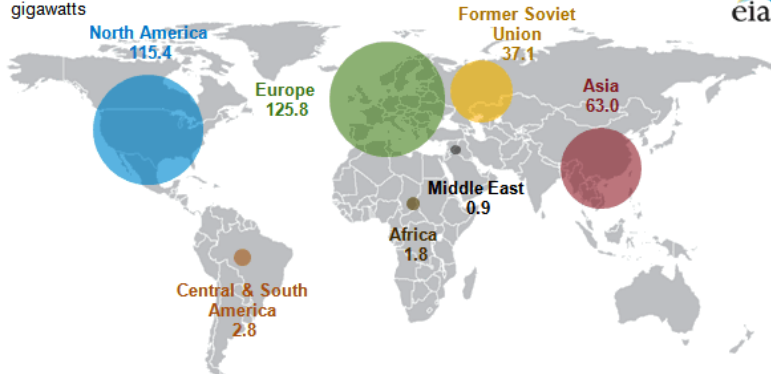 gigawatts
eia
North America
115.4
Former Soviet
Union
37.1
Europe
125.8
Asia
63.0
Middle East
0.9
Africa
1.8
Central & South
America
2.8